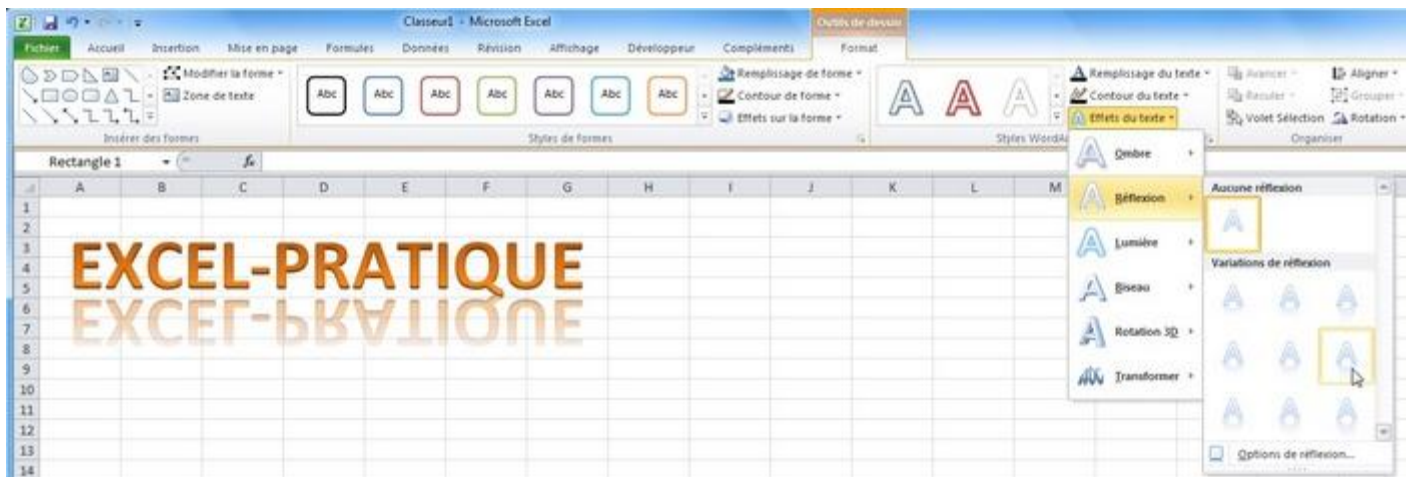 Classeur1 - Microsoft Excel
Outils de dessin
Fichier Accueil Insertion Mise en page Formules Données Révision Affichage Développeur Compléments Format
Modifier la forme
Zone de texte
Insérer des formes
Abc Abc Abc Abc Abc Abc Abc
Styles de formes
Remplissage de forme
Contour de forme
Effets sur la forme
A A A
Styles WordA
Remplissage du texte
Contour du texte
Effets du texte
Avancer
Reculer
Volet Sélection
Aligner
Grouper
Rotation
Organiser
Rectangle 1
fx
A B C D E F G H I J K L M
1
2
3
4
5
6
7
8
9
10
11
12
13
14
EXCEL-PRATIQUE
Ombre
Réflexion
Lumière
Biseau
Rotation 3D
Transformer
Aucune réflexion
Variations de réflexion
Options de réflexion...